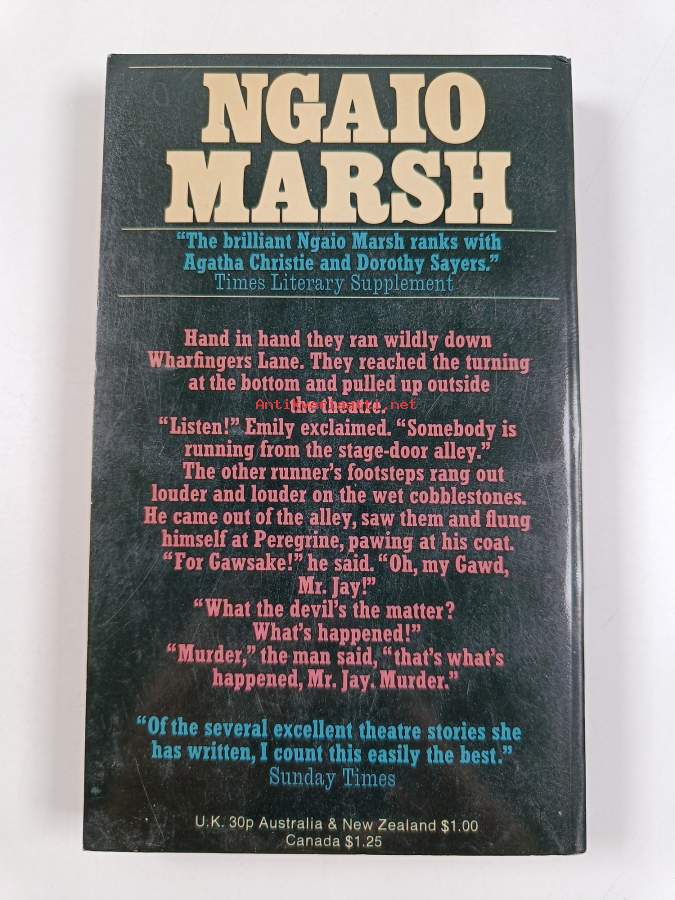 NGAIO
MARSH
“The brilliant Ngaio Marsh ranks with
Agatha Christie and Dorothy Sayers.”
Times Literary Supplement
Hand in hand they ran wildly down
Wharfingers Lane. They reached the turning
at the bottom and pulled up outside
the theatre.
“Listen!” Emily exclaimed. “Somebody is
running from the stage-door alley.”
The other runner’s footsteps rang out
louder and louder on the wet cobblestones.
He came out of the alley, saw them and flung
himself at Peregrine, pawing at his coat.
“For Gawsake!” he said. “Oh, my Gawd,
Mr. Jay!”
“What the devil’s the matter?
What’s happened!”
“Murder,” the man said, “that’s what’s
happened, Mr. Jay. Murder.”
“Of the several excellent theatre stories she
has written, I count this easily the best.”
Sunday Times
U.K. 30p Australia & New Zealand $1.00
Canada $1.25